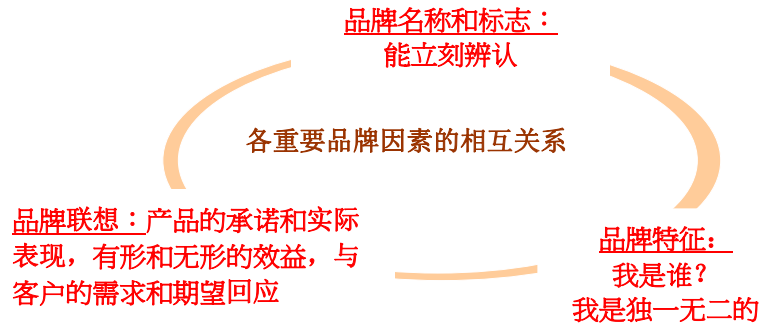 品牌名称和标志：
能立刻辨认
各重要品牌因素的相互关系
品牌联想：产品的承诺和实际
表现，有形和无形的效益，与
客户的需求和期望回应
品牌特征：
我是谁？
我是独一无二的